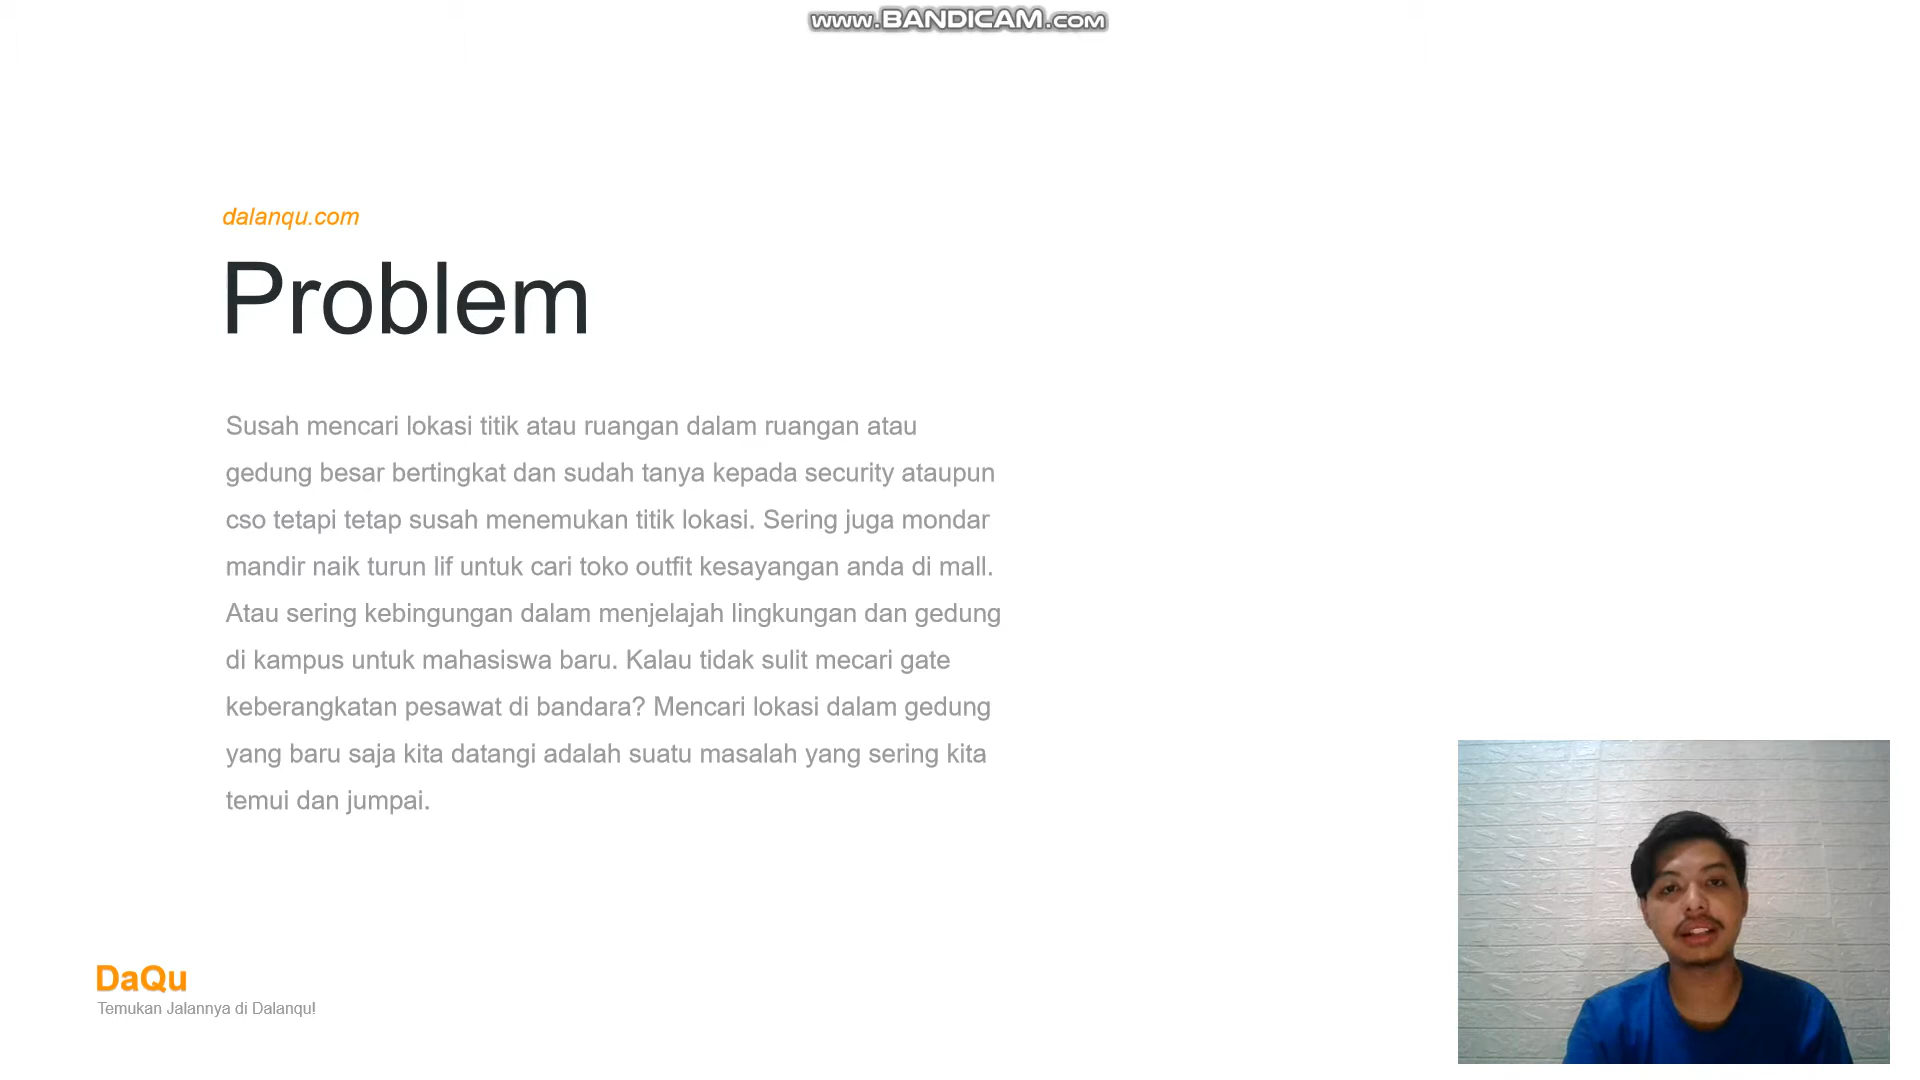 www.BANDICAM.com
dalanqu.com
Problem
Susah mencari lokasi titik atau ruangan dalam ruangan atau
gedung besar bertingkat dan sudah tanya kepada security ataupun
cso tetapi tetap susah menemukan titik lokasi. Sering juga mondar
mandir naik turun lif untuk cari toko outfit kesayangan anda di mall.
Atau sering kebingungan dalam menjelajah lingkungan dan gedung
di kampus untuk mahasiswa baru. Kalau tidak sulit mecari gate
keberangkatan pesawat di bandara? Mencari lokasi dalam gedung
yang baru saja kita datangi adalah suatu masalah yang sering kita
temui dan jumpai.
DaQu
Temukan Jalannya di Dalanqu!